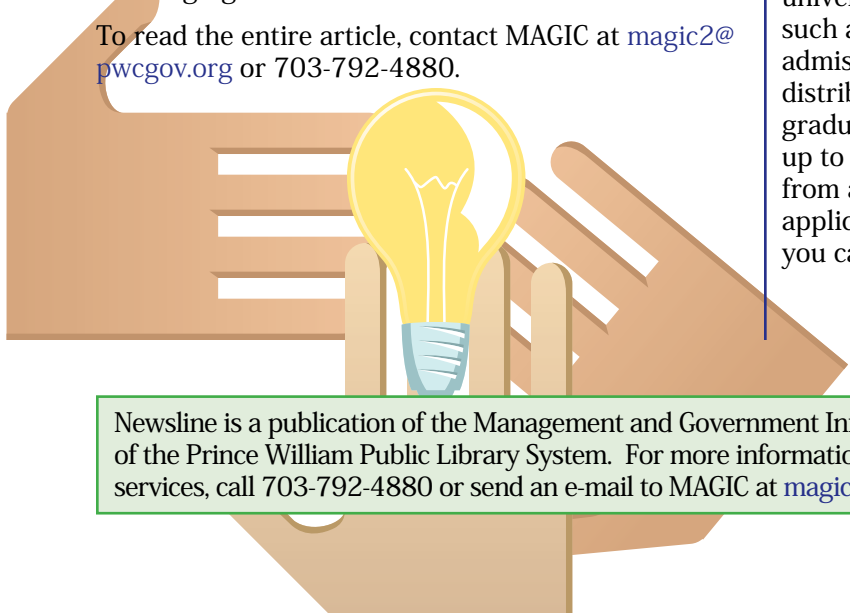 To read the entire article, contact MAGIC at magic2@
pwcgov.org or 703-792-4880.
such a
admis
distrib
gradu
up to
from a
applic
you ca
Newsline is a publication of the Management and Government In
of the Prince William Public Library System. For more informatio
services, call 703-792-4880 or send an e-mail to MAGIC at magic